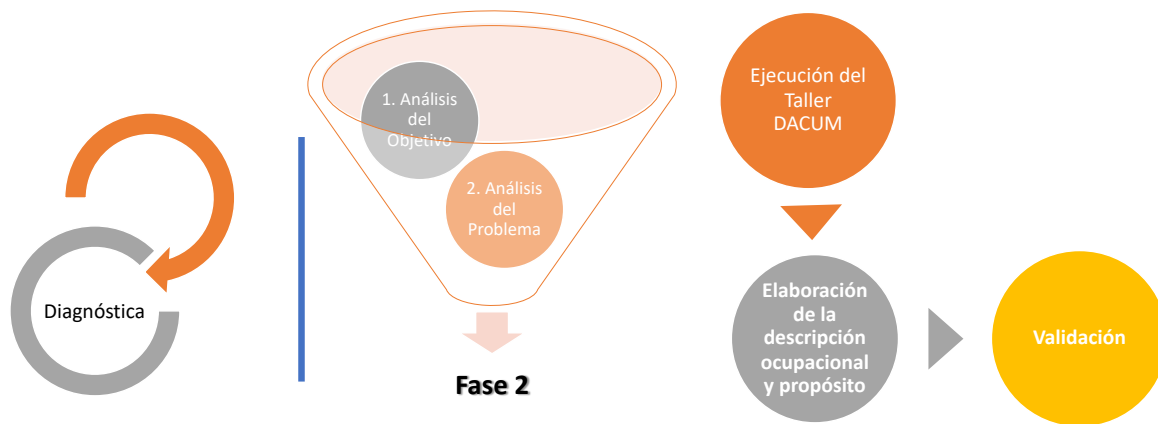 Diagnóstica
1. Análisis
del
Objetivo
2. Análisis
del
Problema
Fase 2
Ejecución del
Taller
DACUM
Elaboración
de la
descripción
ocupacional
y propósito
Validación